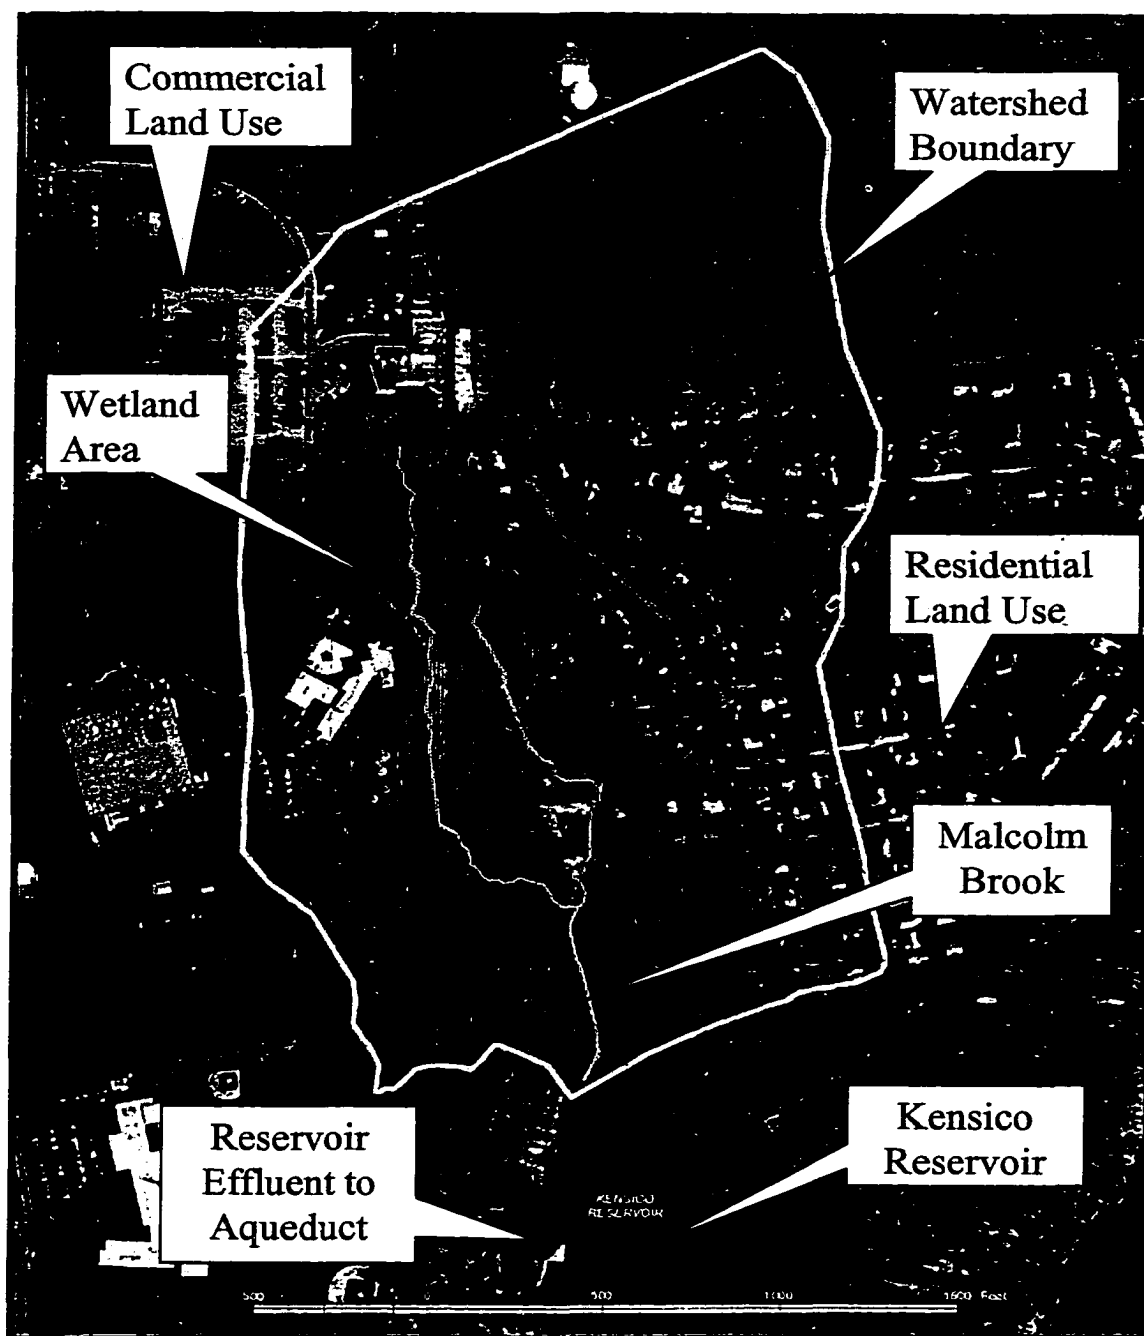 Commercial
Land Use
Watershed
Boundary
Wetland
Area
Residential
Land Use
Malcolm
Brook
Reservoir
Effluent to
Aqueduct
Kensico
Reservoir
KENSICO
RESERVOIR
500 0 500 1000 1500 Feet